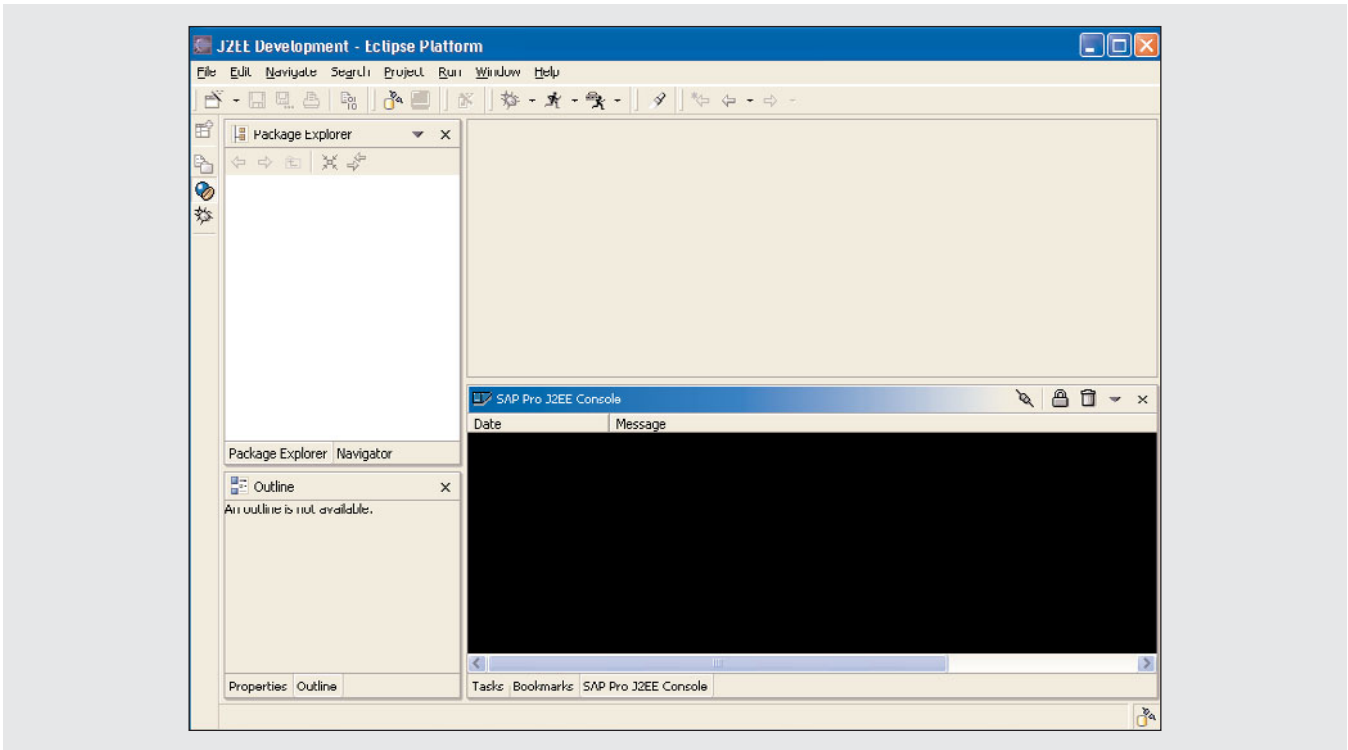 J2EE Development - Eclipse Platform
File Edit Navigate Search Project Run Window Help
Package Explorer
SAP Pro J2EE Console
Date Message
Package Explorer Navigator
Outline
An outline is not available.
Properties Outline
Tasks Bookmarks SAP Pro J2EE Console